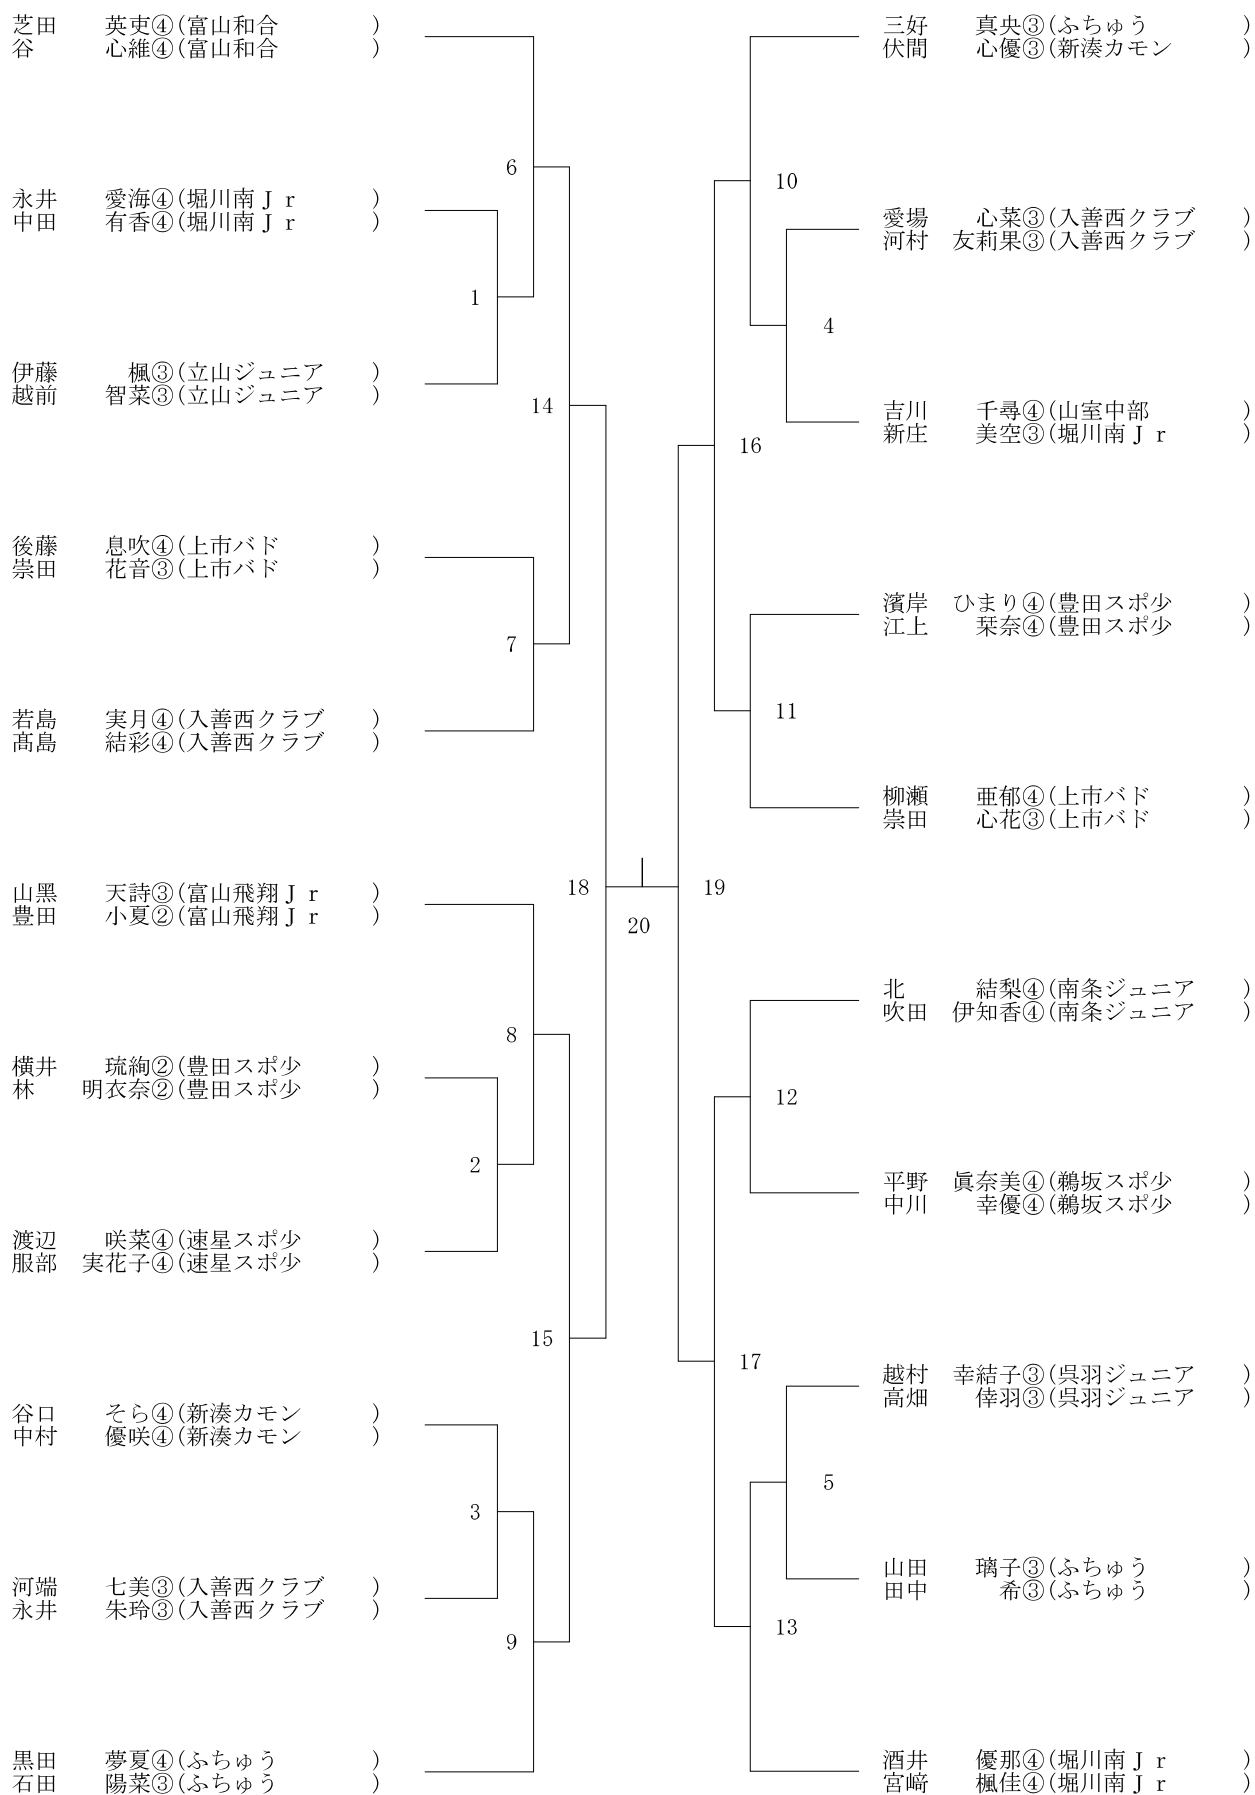 芝田 英吏④(富山和合 )
谷 心維④(富山和合 )
6
永井 愛海④(堀川南Jr )
中田 有香④(堀川南Jr )
1
伊藤 楓③(立山ジュニア )
越前 智菜③(立山ジュニア )
14
後藤 息吹④(上市バド )
崇田 花音③(上市バド )
7
若島 実月④(入善西クラブ )
髙島 結彩④(入善西クラブ )
山黑 天詩③(富山飛翔Jr )
豊田 小夏②(富山飛翔Jr )
18
8
横井 琉絢②(豊田スポ少 )
林 明衣奈②(豊田スポ少 )
2
渡辺 咲菜④(速星スポ少 )
服部 実花子④(速星スポ少 )
15
谷口 そら④(新湊カモン )
中村 優咲④(新湊カモン )
3
河端 七美③(入善西クラブ )
永井 朱玲③(入善西クラブ )
9
黒田 夢夏④(ふちゅう )
石田 陽菜③(ふちゅう )
20
三好 真央③(ふちゅう )
伏間 心優③(新湊カモン )
10
愛場 心菜③(入善西クラブ )
河村 友莉果③(入善西クラブ )
4
吉川 千尋④(山室中部 )
新庄 美空③(堀川南Jr )
16
濱岸 ひまり④(豊田スポ少 )
江上 栞奈④(豊田スポ少 )
11
柳瀬 亜郁④(上市バド )
崇田 心花③(上市バド )
19
北 結梨④(南条ジュニア )
吹田 伊知香④(南条ジュニア )
12
平野 眞奈美④(鵜坂スポ少 )
中川 幸優④(鵜坂スポ少 )
17
越村 幸結子③(呉羽ジュニア )
高畑 倖羽③(呉羽ジュニア )
5
山田 璃子③(ふちゅう )
田中 希③(ふちゅう )
13
酒井 優那④(堀川南Jr )
宮﨑 楓佳④(堀川南Jr )